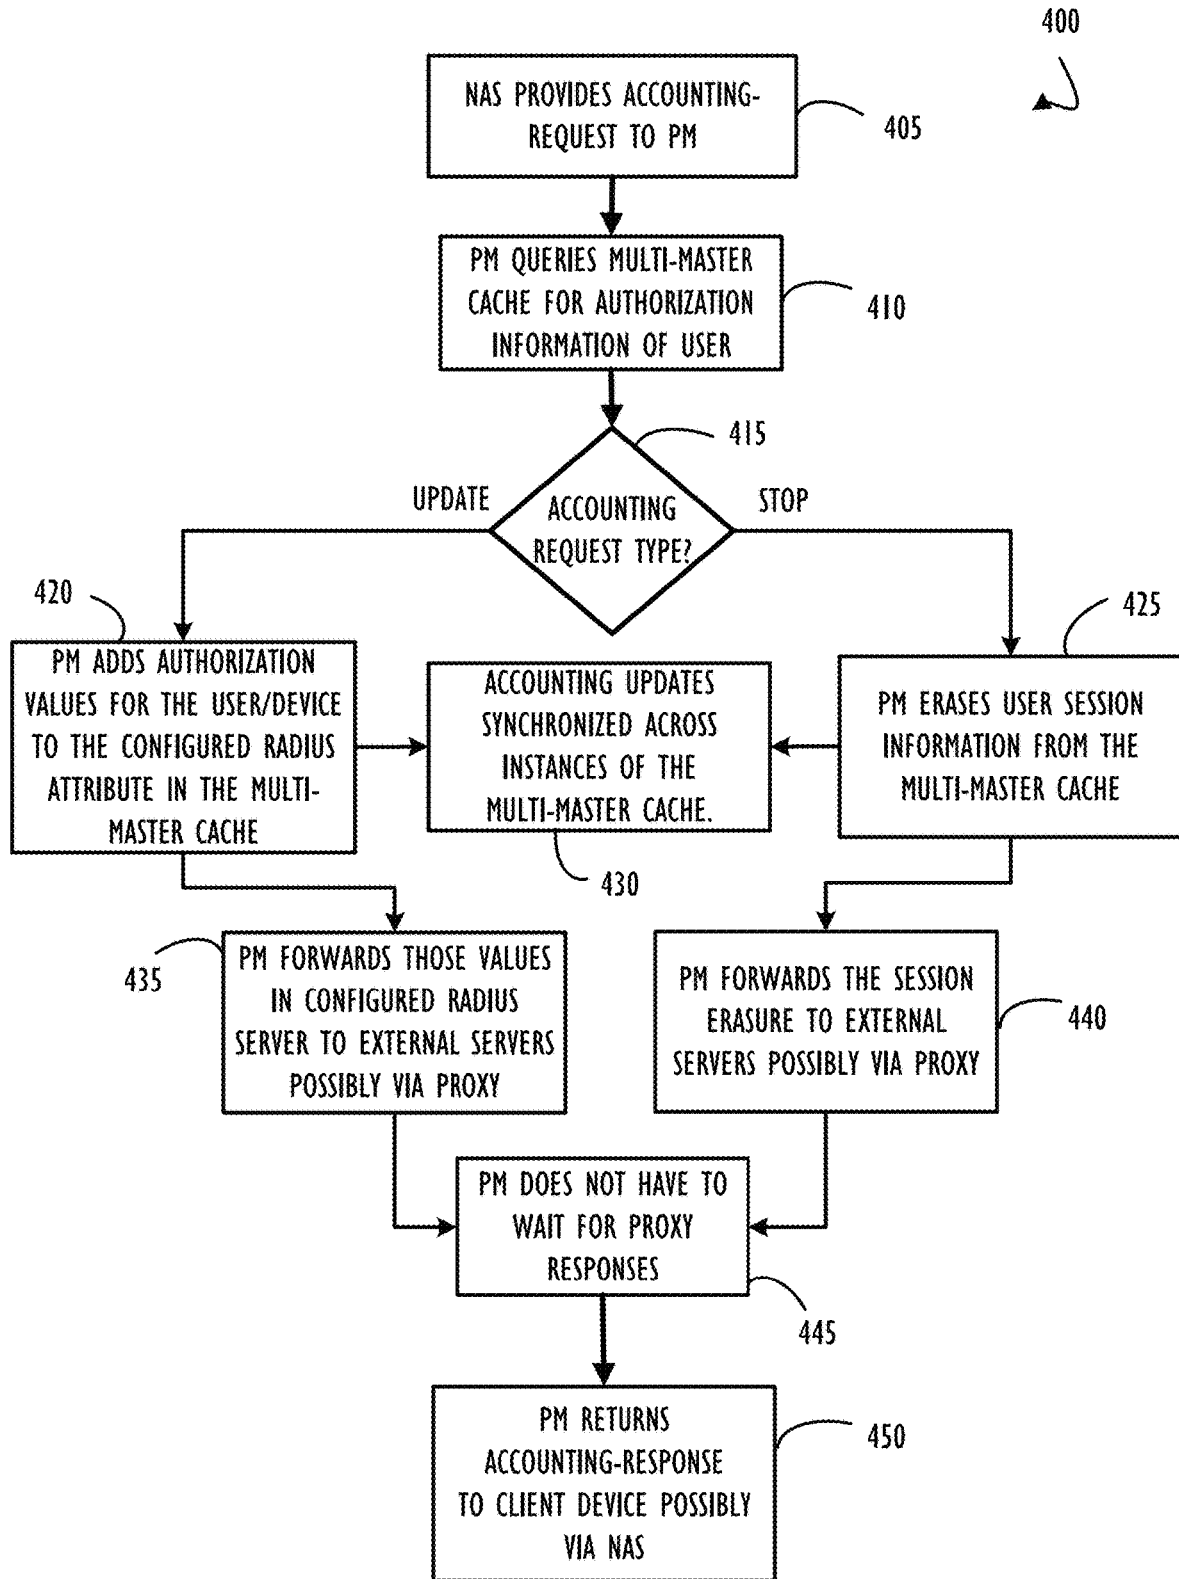 400
NAS PROVIDES ACCOUNTING-
REQUEST TO PM
405
PM QUERIES MULTI-MASTER
CACHE FOR AUTHORIZATION
INFORMATION OF USER
410
415
UPDATE
STOP
ACCOUNTING
REQUEST TYPE?
420
425
PM ADDS AUTHORIZATION
VALUES FOR THE USER/DEVICE
TO THE CONFIGURED RADIUS
ATTRIBUTE IN THE MULTI-
MASTER CACHE
ACCOUNTING UPDATES
SYNCHRONIZED ACROSS
INSTANCES OF THE
MULTI-MASTER CACHE.
PM ERASES USER SESSION
INFORMATION FROM THE
MULTI-MASTER CACHE
430
435
PM FORWARDS THOSE VALUES
IN CONFIGURED RADIUS
SERVER TO EXTERNAL SERVERS
POSSIBLY VIA PROXY
PM FORWARDS THE SESSION
ERASURE TO EXTERNAL
SERVERS POSSIBLY VIA PROXY
440
PM DOES NOT HAVE TO
WAIT FOR PROXY
RESPONSES
445
PM RETURNS
ACCOUNTING-RESPONSE
TO CLIENT DEVICE POSSIBLY
VIA NAS
450